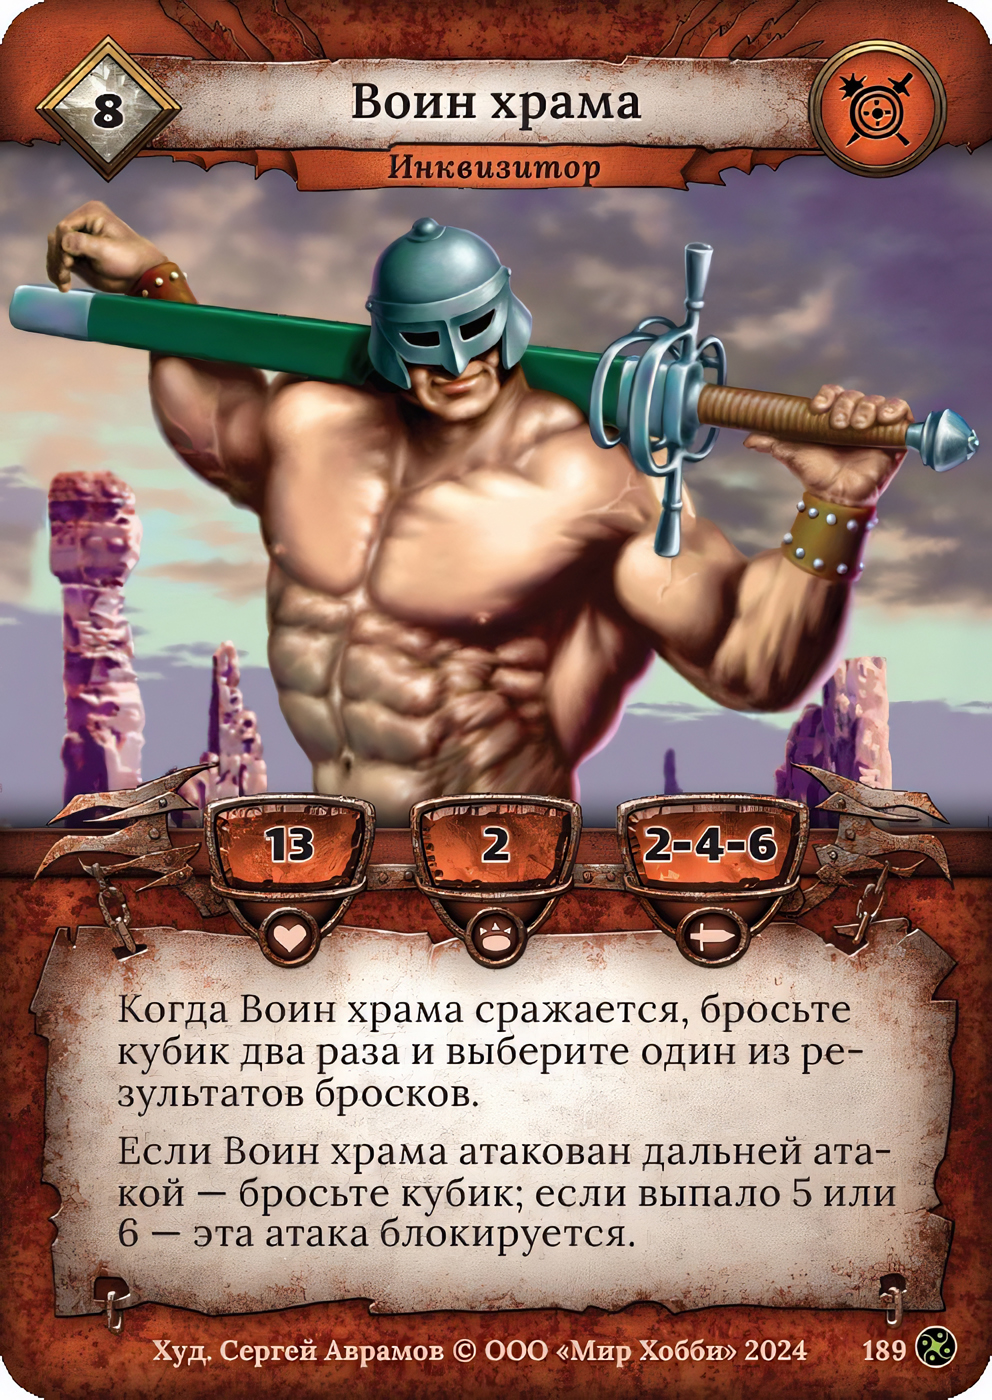 8
Воин храма
Инквизитор
13
2
2-4-6
Когда Воин храма сражается, бросьте
кубик два раза и выберите один из ре-
зультатов бросков.
Если Воин храма атакован дальней ата-
кой — бросьте кубик; если выпало 5 или
6 — эта атака блокируется.
Худ. Сергей Аврамов © ООО «Мир Хобби» 2024
189